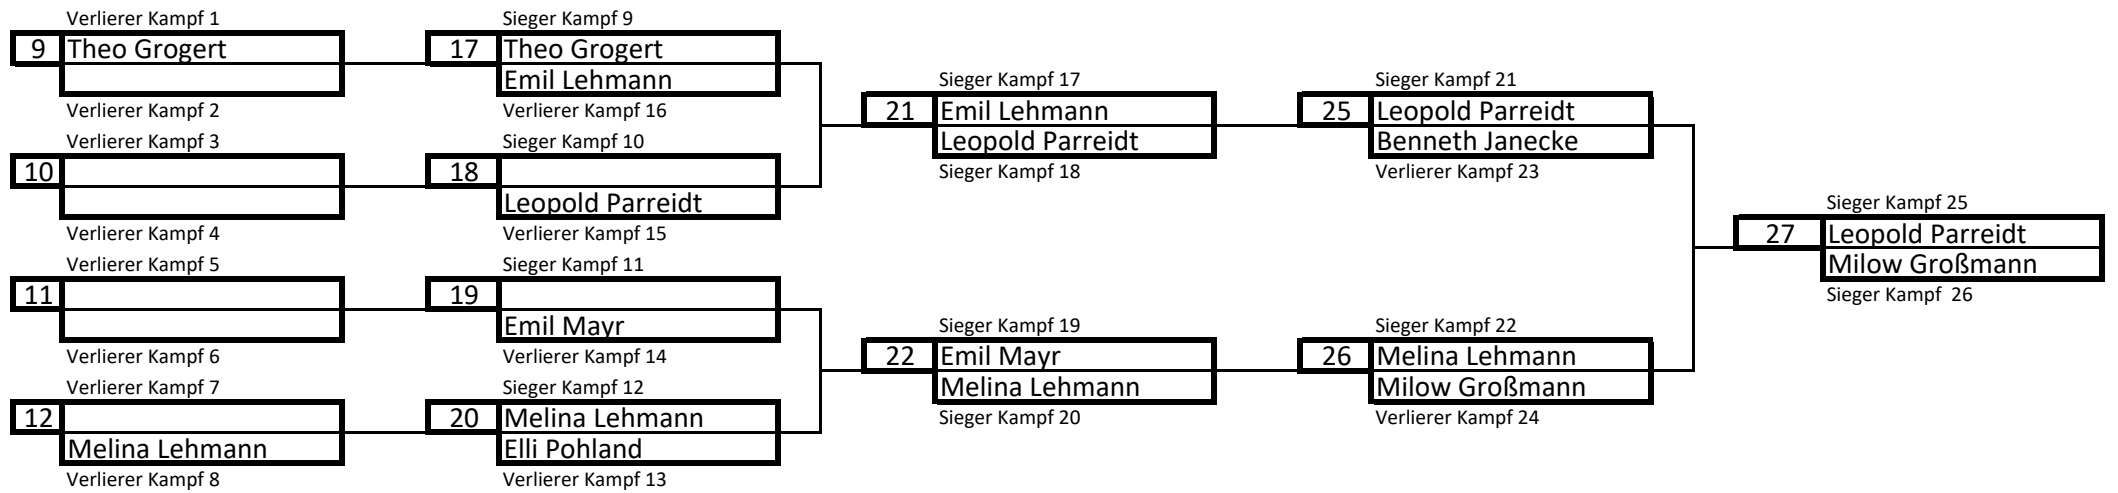 Verlierer Kampf 1
9 Theo Grogert
Verlierer Kampf 2
Verlierer Kampf 3
10
Verlierer Kampf 4
Verlierer Kampf 5
11
Verlierer Kampf 6
Verlierer Kampf 7
12
Melina Lehmann
Verlierer Kampf 8
Sieger Kampf 9
17 Theo Grogert
Emil Lehmann
Verlierer Kampf 16
Sieger Kampf 10
18
Leopold Parreidt
Verlierer Kampf 15
Sieger Kampf 11
19
Emil Mayr
Verlierer Kampf 14
Sieger Kampf 12
20 Melina Lehmann
Elli Pohland
Verlierer Kampf 13
Sieger Kampf 17
21 Emil Lehmann
Leopold Parreidt
Sieger Kampf 18
Sieger Kampf 19
22 Emil Mayr
Melina Lehmann
Sieger Kampf 20
Sieger Kampf 21
25 Leopold Parreidt
Benneth Janecke
Verlierer Kampf 23
Sieger Kampf 22
26 Melina Lehmann
Milow Großmann
Verlierer Kampf 24
Sieger Kampf 25
27 Leopold Parreidt
Milow Großmann
Sieger Kampf 26